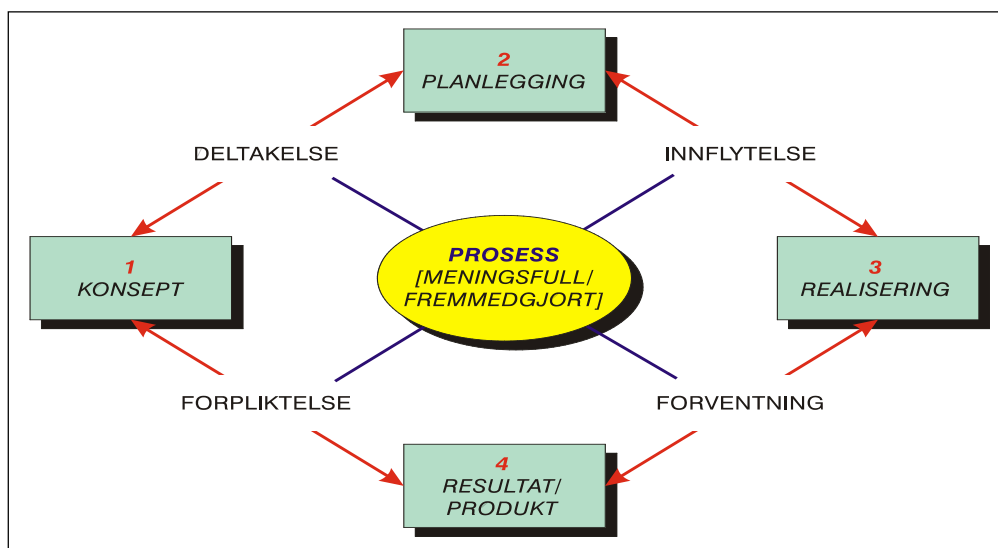 2
PLANLEGGING
DELTAKELSE
INNFLYTELSE
1
KONSEPT
PROSESS
[MENINGSFULL/
FREMMEDGJORT]
3
REALISERING
FORPLIKTELSE
FORVENTNING
4
RESULTAT/
PRODUKT